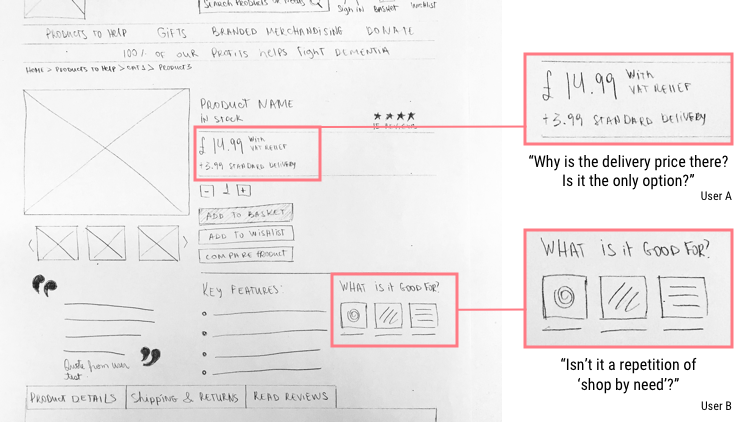 Search Products or Needs
Sign in
Basket
Wishlist
Products to Help Gifts Branded Merchandising Donate
100% of our profits helps fight dementia
Home > Products to Help > Cat 3 > Product 3
Product Name
In Stock
£14.99 With
VAT Relief
+3.99 Standard Delivery
- 1 +
Add to Basket
Add to Wishlist
Compare Product
“
Quote from user
test
”
Key Features:
What is it good for?
Product Details
Shipping & Returns
Read Reviews
£14.99 With
VAT Relief
+3.99 Standard Delivery
“Why is the delivery price there?
Is it the only option?”
User A
What is it good for?
“Isn’t it a repetition of
‘shop by need’?”
User B